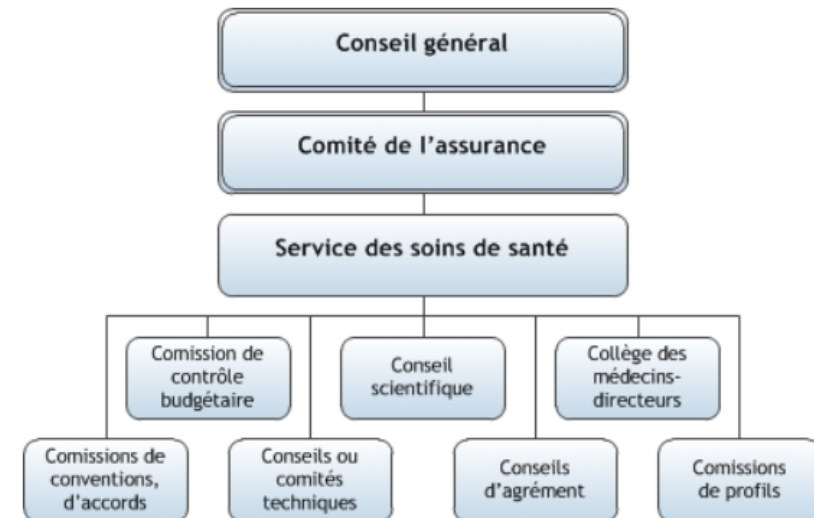 Conseil général
Comité de l'assurance
Service des soins de santé
Comission de
contrôle
budgétaire
Conseil
scientifique
Collège des
médecins-
directeurs
Comissions de
conventions,
d'accords
Conseils ou
comités
techniques
Conseils
d'agrément
Comissions
de profils